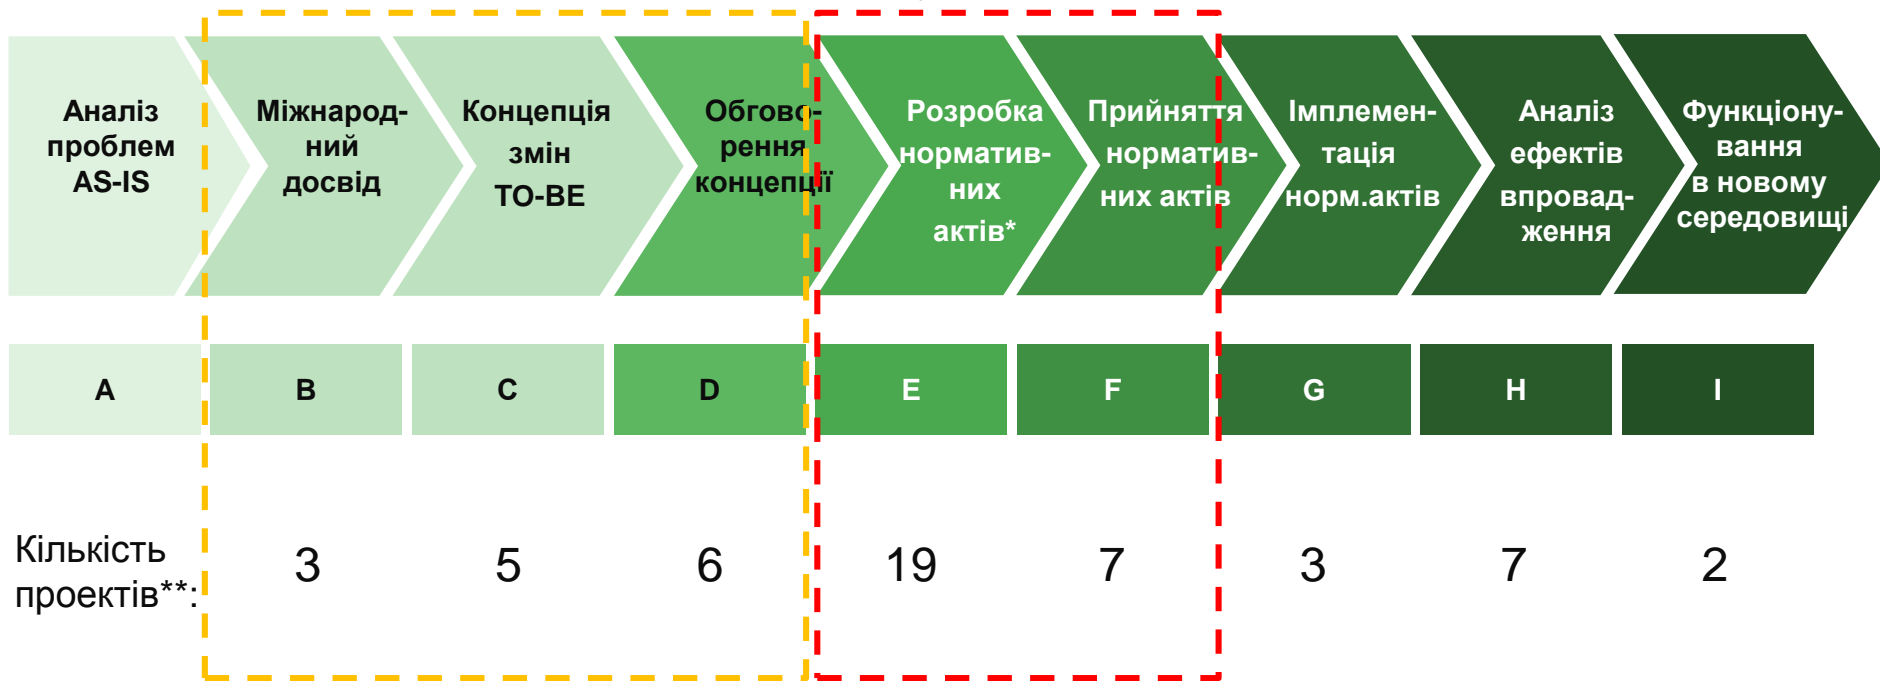 Аналіз
проблем
AS-IS
Міжнарод-
ний
досвід
Концепція
змін
TO-BE
Обгово-
рення
концепції
Розробка
норматив-
них
актів*
Прийняття
норматив-
них актів
Імплемен-
тація
норм.актів
Аналіз
ефектів
впровад-
ження
Функціону-
вання
в новому
середовищі
A
B
C
D
E
F
G
H
I
Кількість
проектів**:
3
5
6
19
7
3
7
2